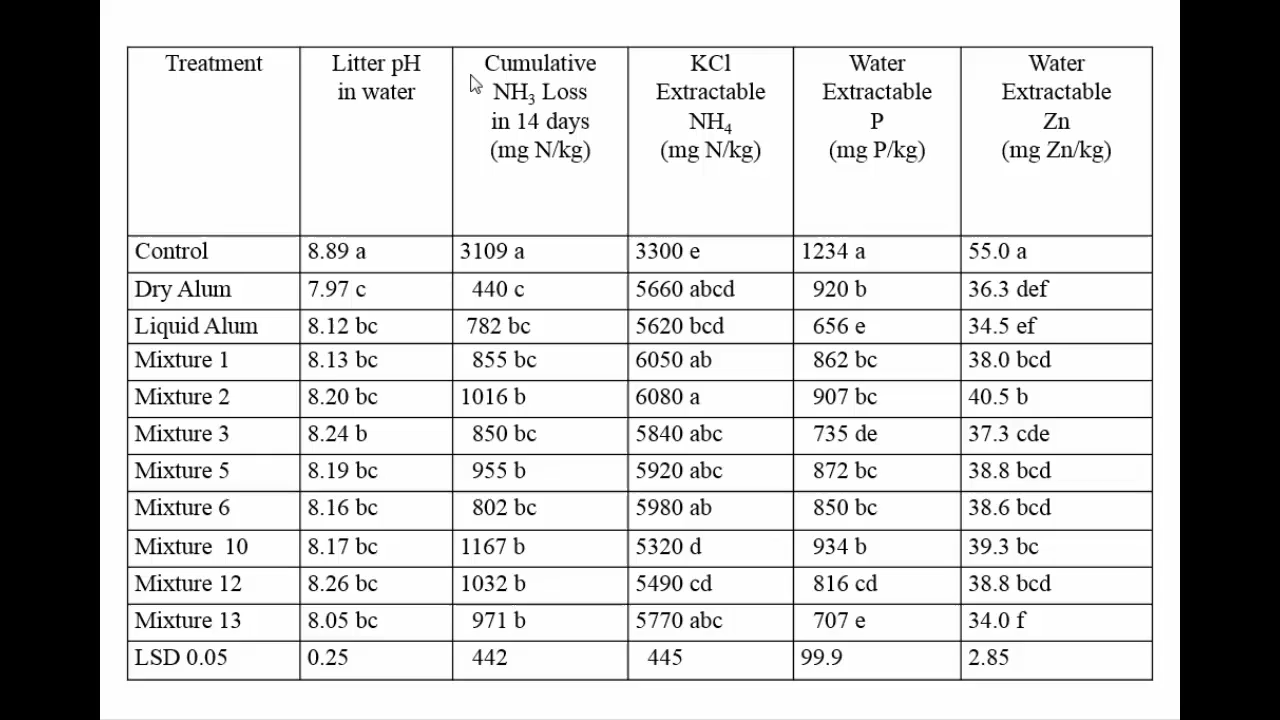 Treatment
Litter pH
in water
Cumulative
NH3 Loss
in 14 days
(mg N/kg)
KCl
Extractable
NH4
(mg N/kg)
Water
Extractable
P
(mg P/kg)
Water
Extractable
Zn
(mg Zn/kg)
Control 8.89 a 3109 a 3300 e 1234 a 55.0 a
Dry Alum 7.97 c 440 c 5660 abcd 920 b 36.3 def
Liquid Alum 8.12 bc 782 bc 5620 bcd 656 e 34.5 ef
Mixture 1 8.13 bc 855 bc 6050 ab 862 bc 38.0 bcd
Mixture 2 8.20 bc 1016 b 6080 a 907 bc 40.5 b
Mixture 3 8.24 b 850 bc 5840 abc 735 de 37.3 cde
Mixture 5 8.19 bc 955 b 5920 abc 872 bc 38.8 bcd
Mixture 6 8.16 bc 802 bc 5980 ab 850 bc 38.6 bcd
Mixture 10 8.17 bc 1167 b 5320 d 934 b 39.3 bc
Mixture 12 8.26 bc 1032 b 5490 cd 816 cd 38.8 bcd
Mixture 13 8.05 bc 971 b 5770 abc 707 e 34.0 f
LSD 0.05 0.25 442 445 99.9 2.85